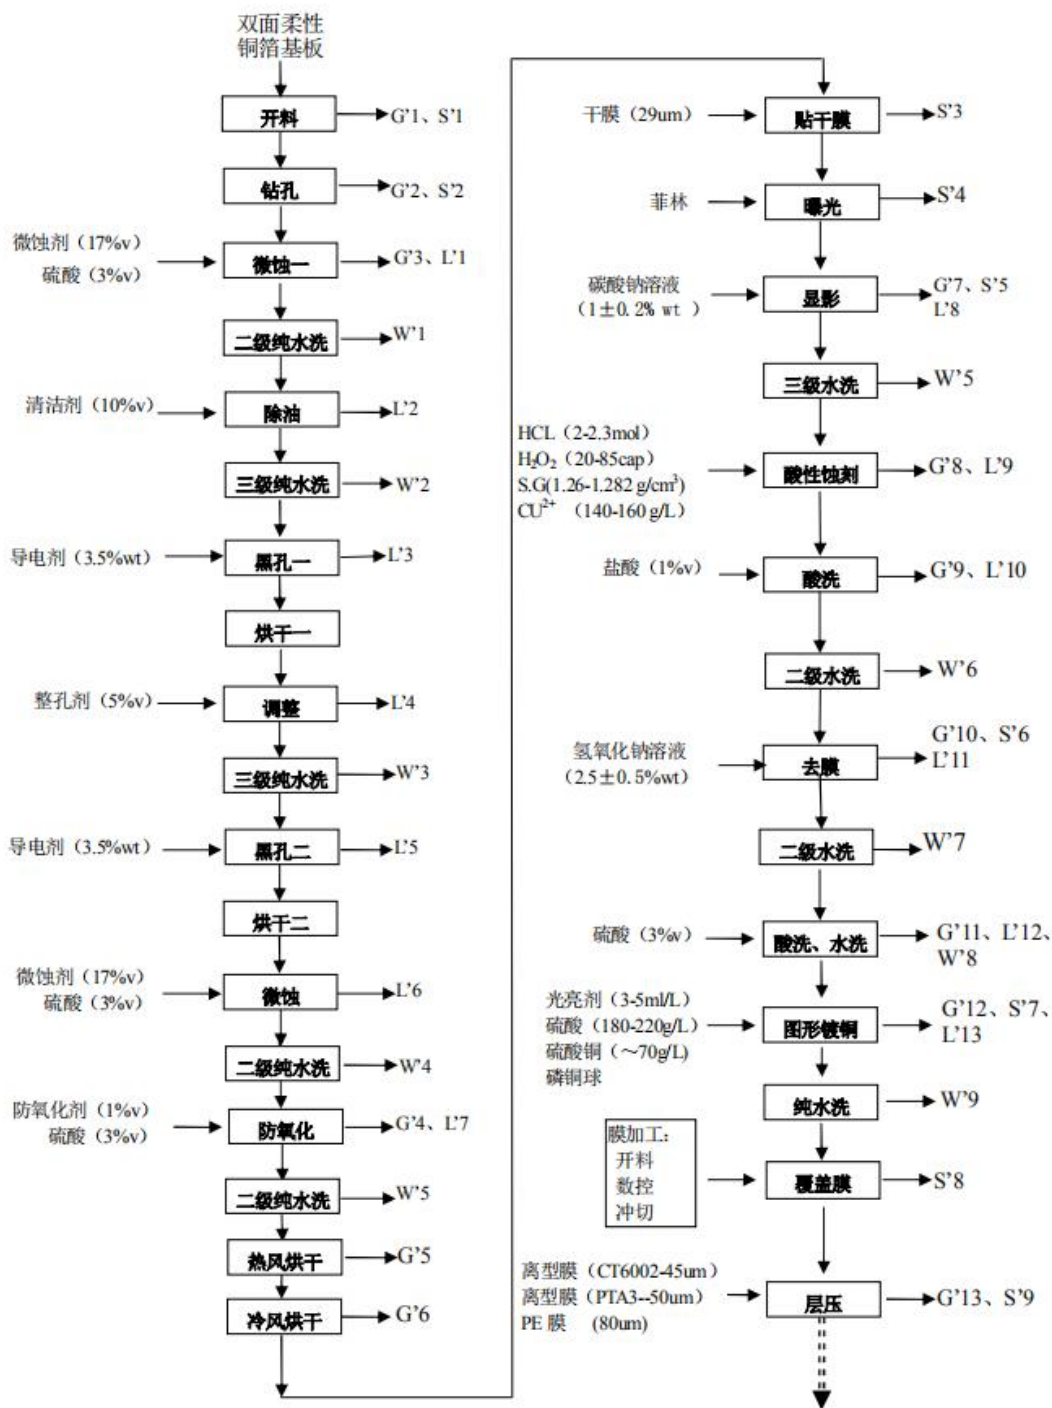 双面柔性
铜箔基板
开料
G'1、S'1
钻孔
G'2、S'2
微蚀剂（17%v）
硫酸（3%v）
微蚀一
G'3、L'1
二级纯水洗
W'1
清洁剂（10%v）
除油
L'2
三级纯水洗
W'2
导电剂（3.5%wt）
黑孔一
L'3
烘干一
整孔剂（5%v）
调整
L'4
三级纯水洗
W'3
导电剂（3.5%wt）
黑孔二
L'5
烘干二
微蚀剂（17%v）
硫酸（3%v）
微蚀
L'6
二级纯水洗
W'4
防氧化剂（1%v）
硫酸（3%v）
防氧化
G'4、L'7
二级纯水洗
W'5
热风烘干
G'5
冷风烘干
G'6
干膜（29um）
贴干膜
S'3
菲林
曝光
S'4
碳酸钠溶液
（1±0.2% wt ）
显影
G'7、S'5
L'8
三级水洗
W'5
HCL（2-2.3mol）
H₂O₂（20-85cap）
S.G(1.26-1.282 g/cm³)
CU²⁺ （140-160 g/L）
酸性蚀刻
G'8、L'9
盐酸（1%v）
酸洗
G'9、L'10
二级水洗
W'6
氢氧化钠溶液
（2.5±0.5%wt）
去膜
G'10、S'6
L'11
二级水洗
W'7
硫酸（3%v）
酸洗、水洗
G'11、L'12、
W'8
光亮剂（3-5ml/L）
硫酸（180-220g/L）
硫酸铜（～70g/L)
磷铜球
图形镀铜
G'12、S'7、
L'13
纯水洗
W'9
膜加工：
开料
数控
冲切
覆盖膜
S'8
离型膜（CT6002-45um）
离型膜（PTA3--50um）
PE 膜 (80um)
层压
G'13、S'9